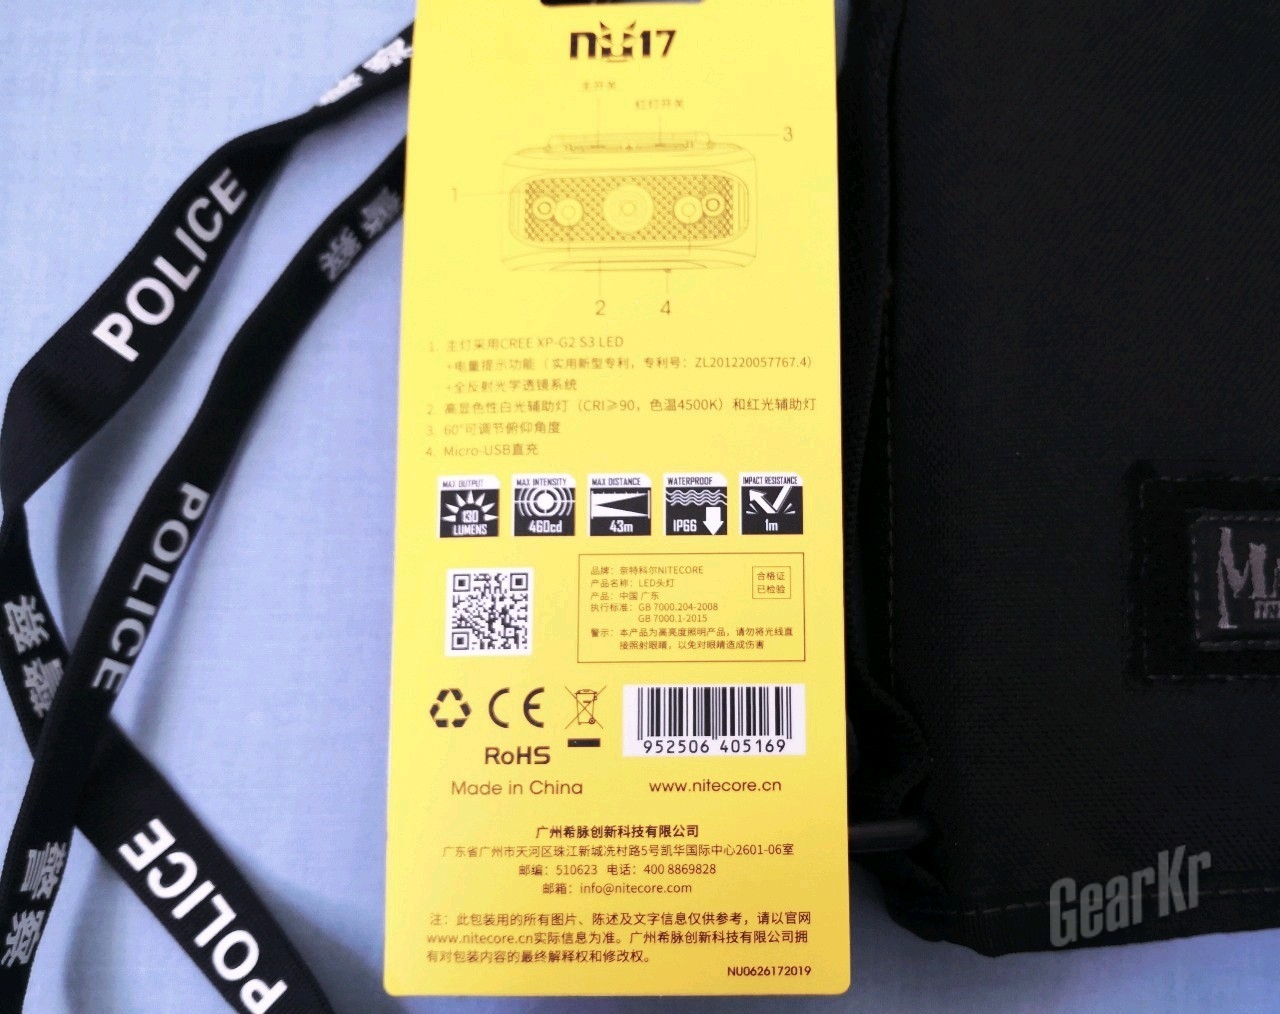 nu17
主开关
红灯开关
3
1
2
4
1. 主灯采用CREE XP-G2 S3 LED
+电量提示功能（实用新型专利，专利号：ZL201220057767.4）
+全反射光学透镜系统
2. 高显色性白光辅助灯（CRI≥90，色温4500K）和红光辅助灯
3. 60°可调节俯仰角度
4. Micro-USB直充
MAX OUTPUT
130
LUMENS
MAX INTENSITY
460cd
MAX DISTANCE
43m
WATERPROOF
IP66
IMPACT RESISTANCE
1m
品牌：奈特科尔NITECORE
产品名称：LED头灯
产品：中国 广东
执行标准：GB 7000.204-2008
GB 7000.1-2015
警示：本产品为高亮度照明产品，请勿将光线直
接照射眼睛，以免对眼睛造成伤害
合格证
已检验
CE
RoHS
952506 405169
Made in China
www.nitecore.cn
广州希脉创新科技有限公司
广东省广州市天河区珠江新城冼村路5号凯华国际中心2601-06室
邮编：510623 电话：400 8869828
邮箱：info@nitecore.com
注：此包装用的所有图片、陈述及文字信息仅供参考，请以官网
www.nitecore.cn实际信息为准。广州希脉创新科技有限公司拥
有对包装内容的最终解释权和修改权。
NU0626172019
警察
POLICE
警察
POLICE
警察
POLICE
警察
GearKr